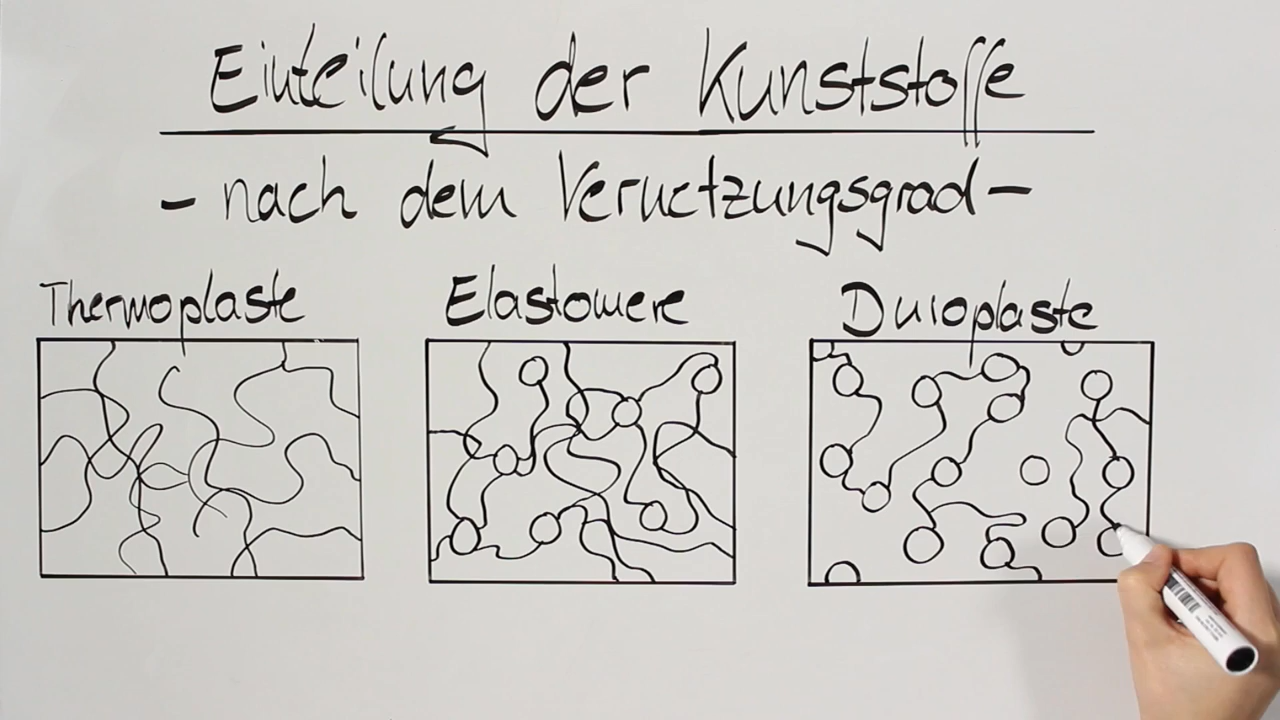 Einteilung der Kunststoffe
- nach dem Vernetzungsgrad -
Thermoplaste
Elastomere
Duroplaste